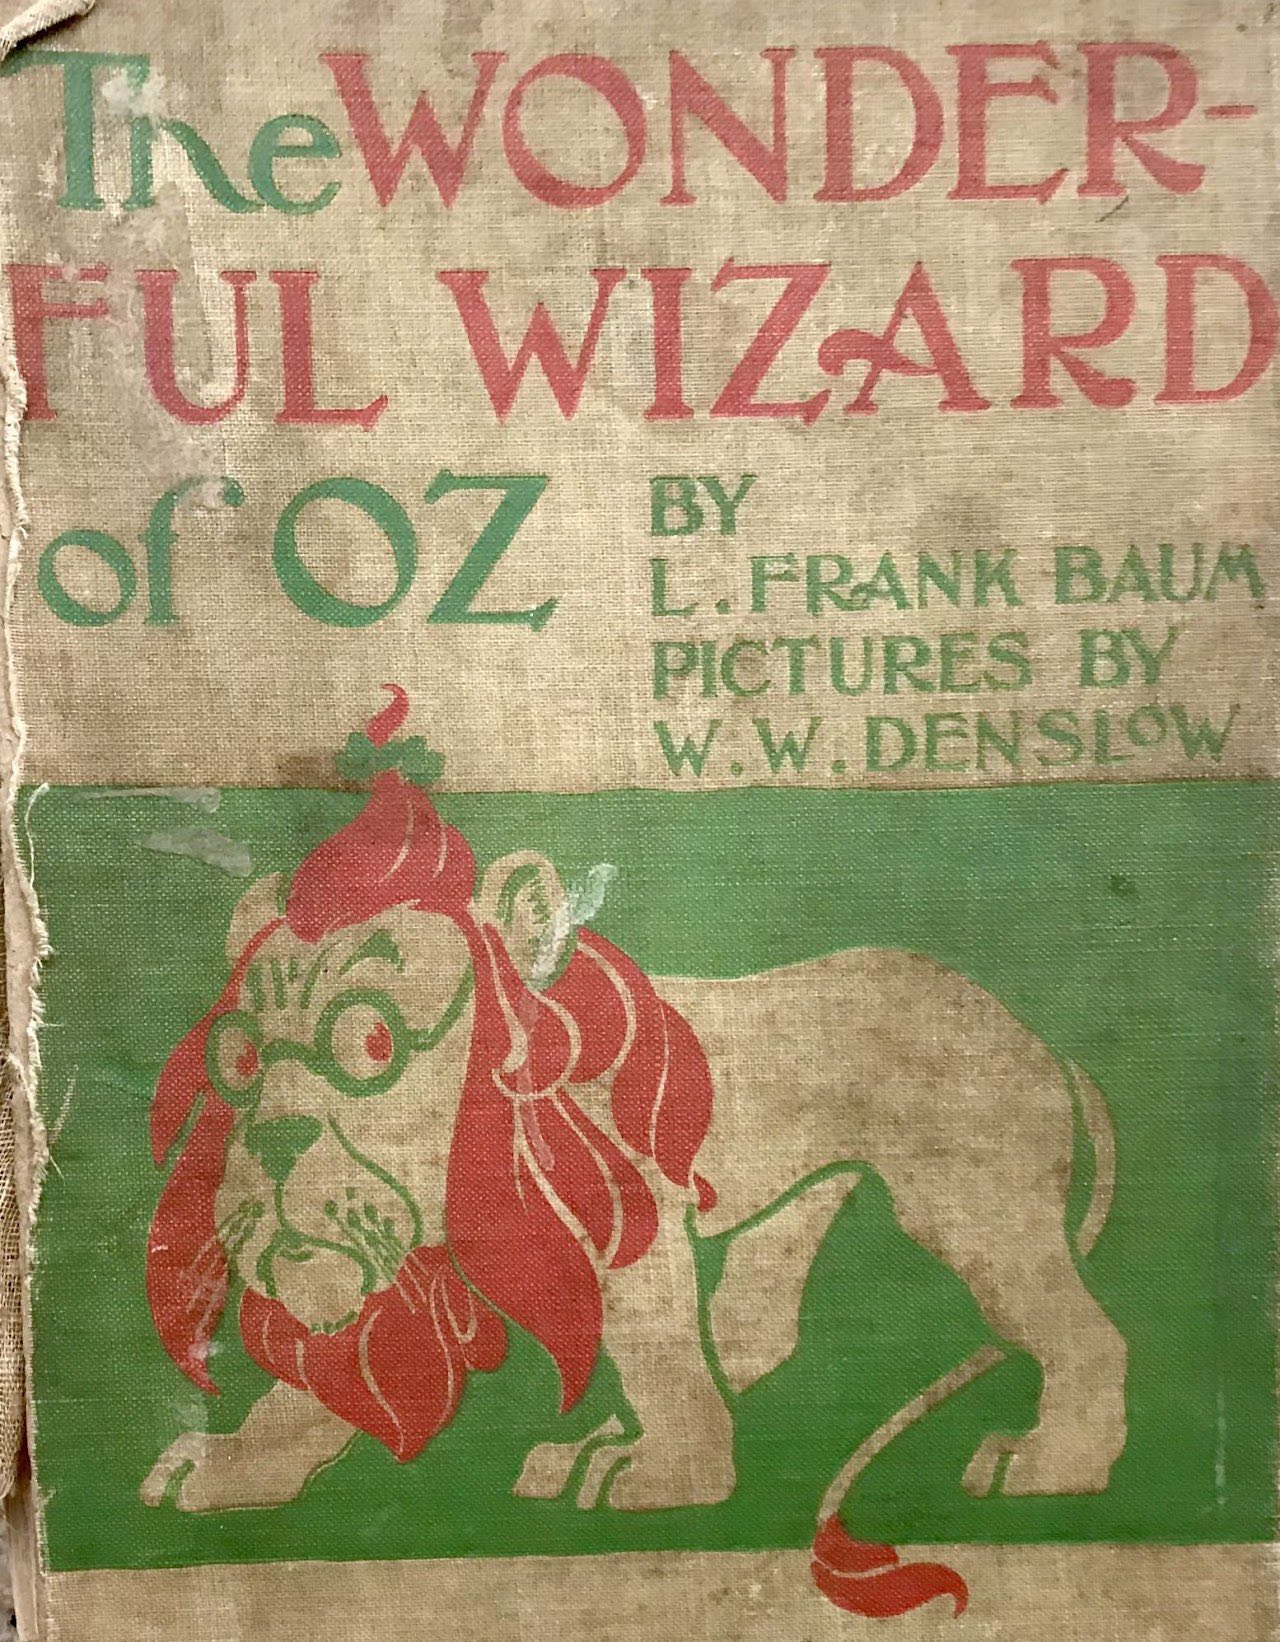 The WONDER-
FUL WIZARD
of OZ
BY
L. FRANK BAUM
PICTURES BY
W. W. DENSLOW